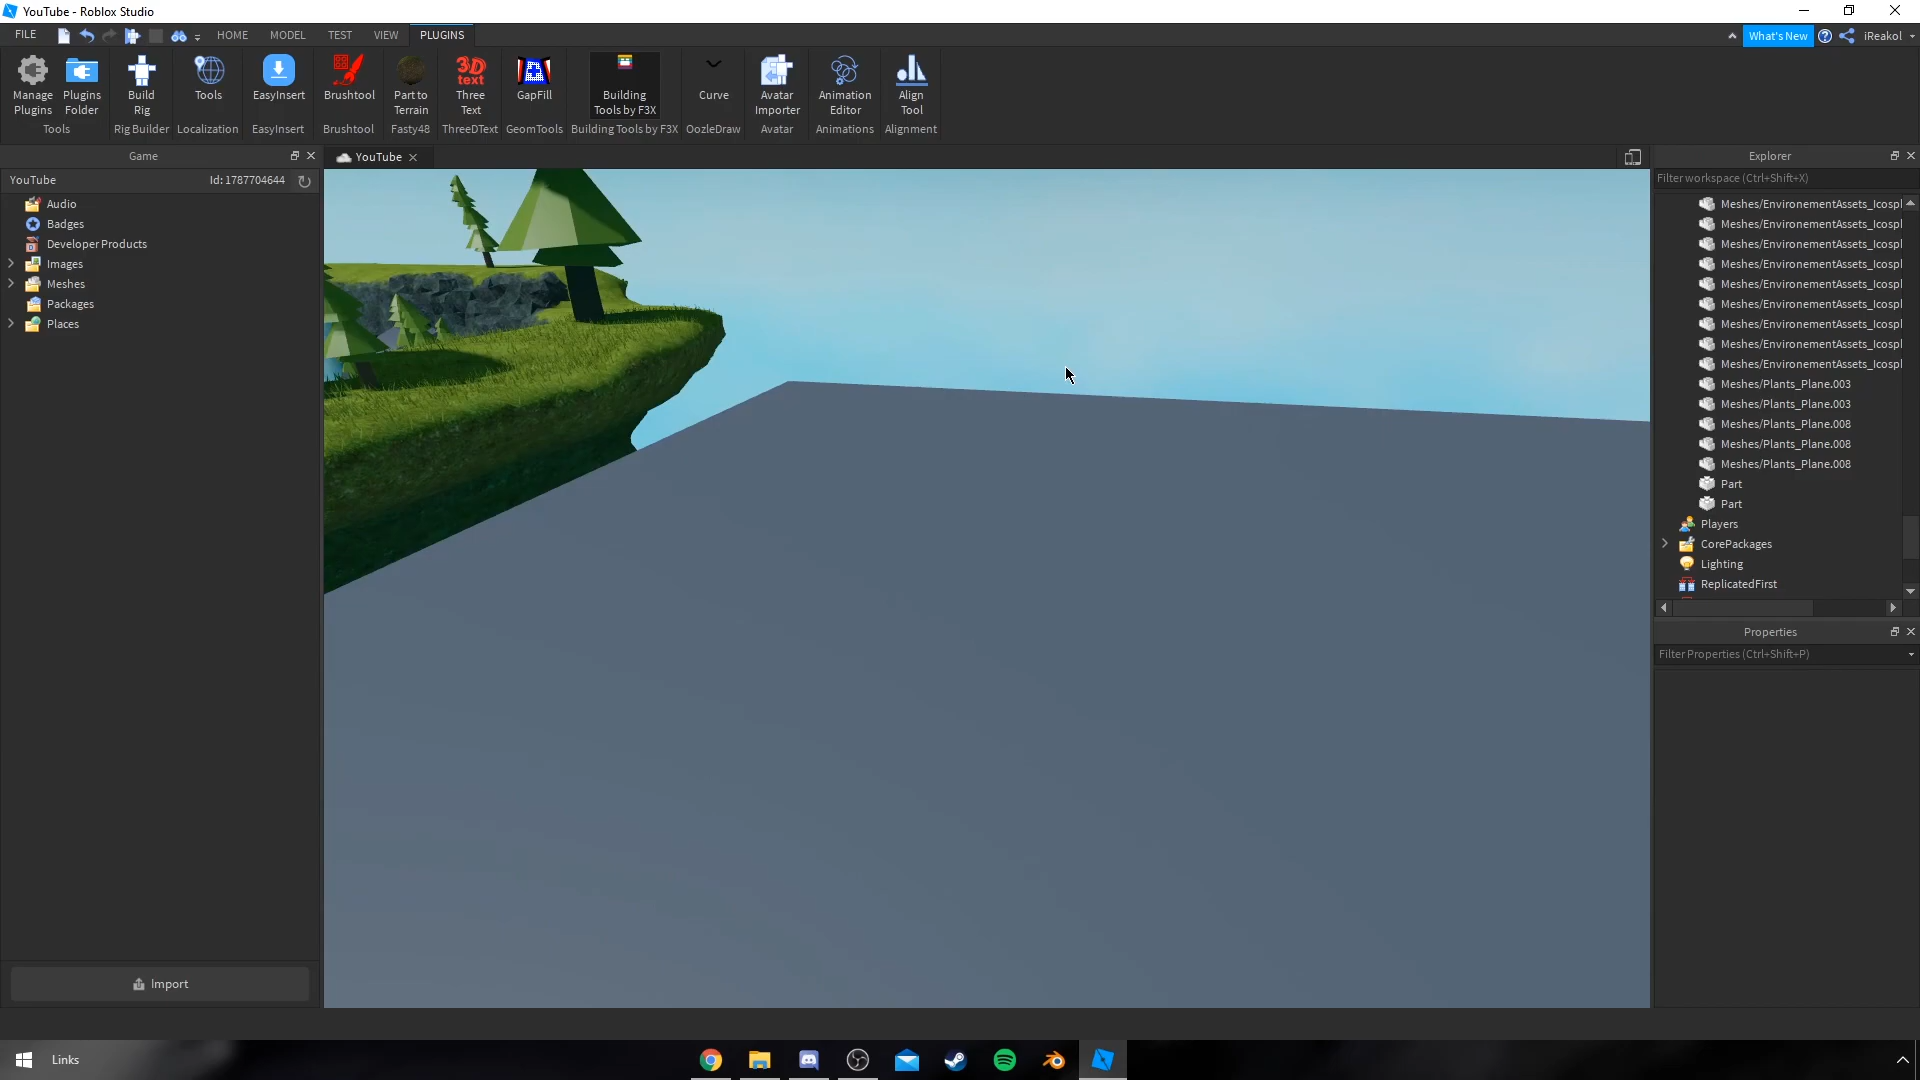 YouTube - Roblox Studio
FILE HOME MODEL TEST VIEW PLUGINS What's New iReakol
Manage Plugins Plugins Folder Build Rig Tools EasyInsert Brushtool Part to Terrain 3D text Three Text GapFill Building Tools by F3X Curve Avatar Importer Animation Editor Align Tool
Tools Rig Builder Localization EasyInsert Brushtool Fasty48 ThreeDText GeomTools Building Tools by F3X OozleDraw Avatar Animations Alignment
Game
YouTube
Explorer
YouTube Id: 1787704644
Filter workspace (Ctrl+Shift+X)
Audio
Badges
Developer Products
Images
Meshes
Packages
Places
Import
Meshes/EnvironementAssets_Icospl
Meshes/EnvironementAssets_Icospl
Meshes/EnvironementAssets_Icospl
Meshes/EnvironementAssets_Icospl
Meshes/EnvironementAssets_Icospl
Meshes/EnvironementAssets_Icospl
Meshes/EnvironementAssets_Icospl
Meshes/EnvironementAssets_Icospl
Meshes/EnvironementAssets_Icospl
Meshes/Plants_Plane.003
Meshes/Plants_Plane.003
Meshes/Plants_Plane.008
Meshes/Plants_Plane.008
Meshes/Plants_Plane.008
Part
Part
Players
CorePackages
Lighting
ReplicatedFirst
Properties
Filter Properties (Ctrl+Shift+P)
Links